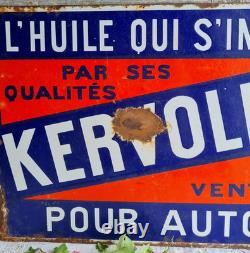 L'HUILE QUI S'IN
PAR SES
QUALITÉS
KERVOL
VEN
POUR AUTO